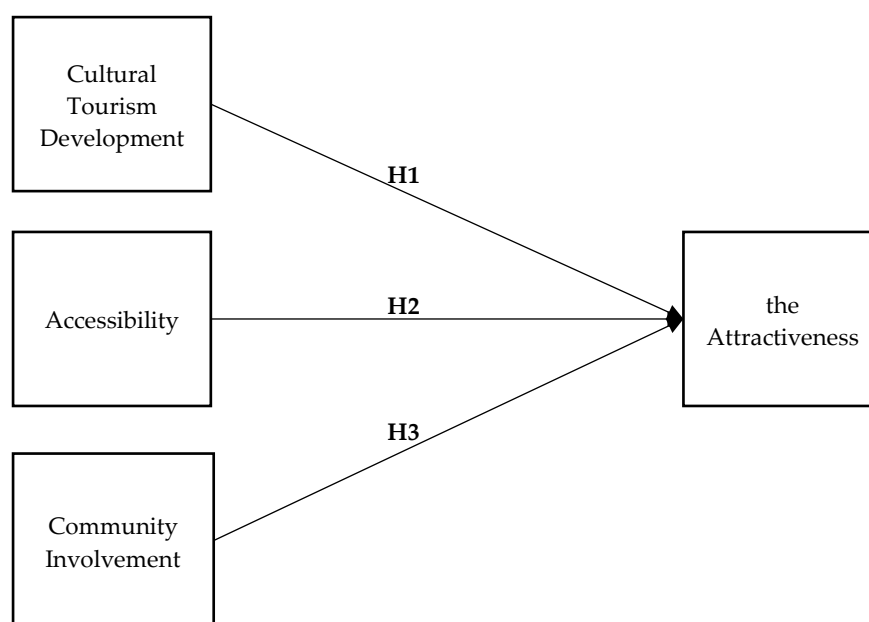 Cultural
Tourism
Development
H1
Accessibility
H2
the
Attractiveness
H3
Community
Involvement